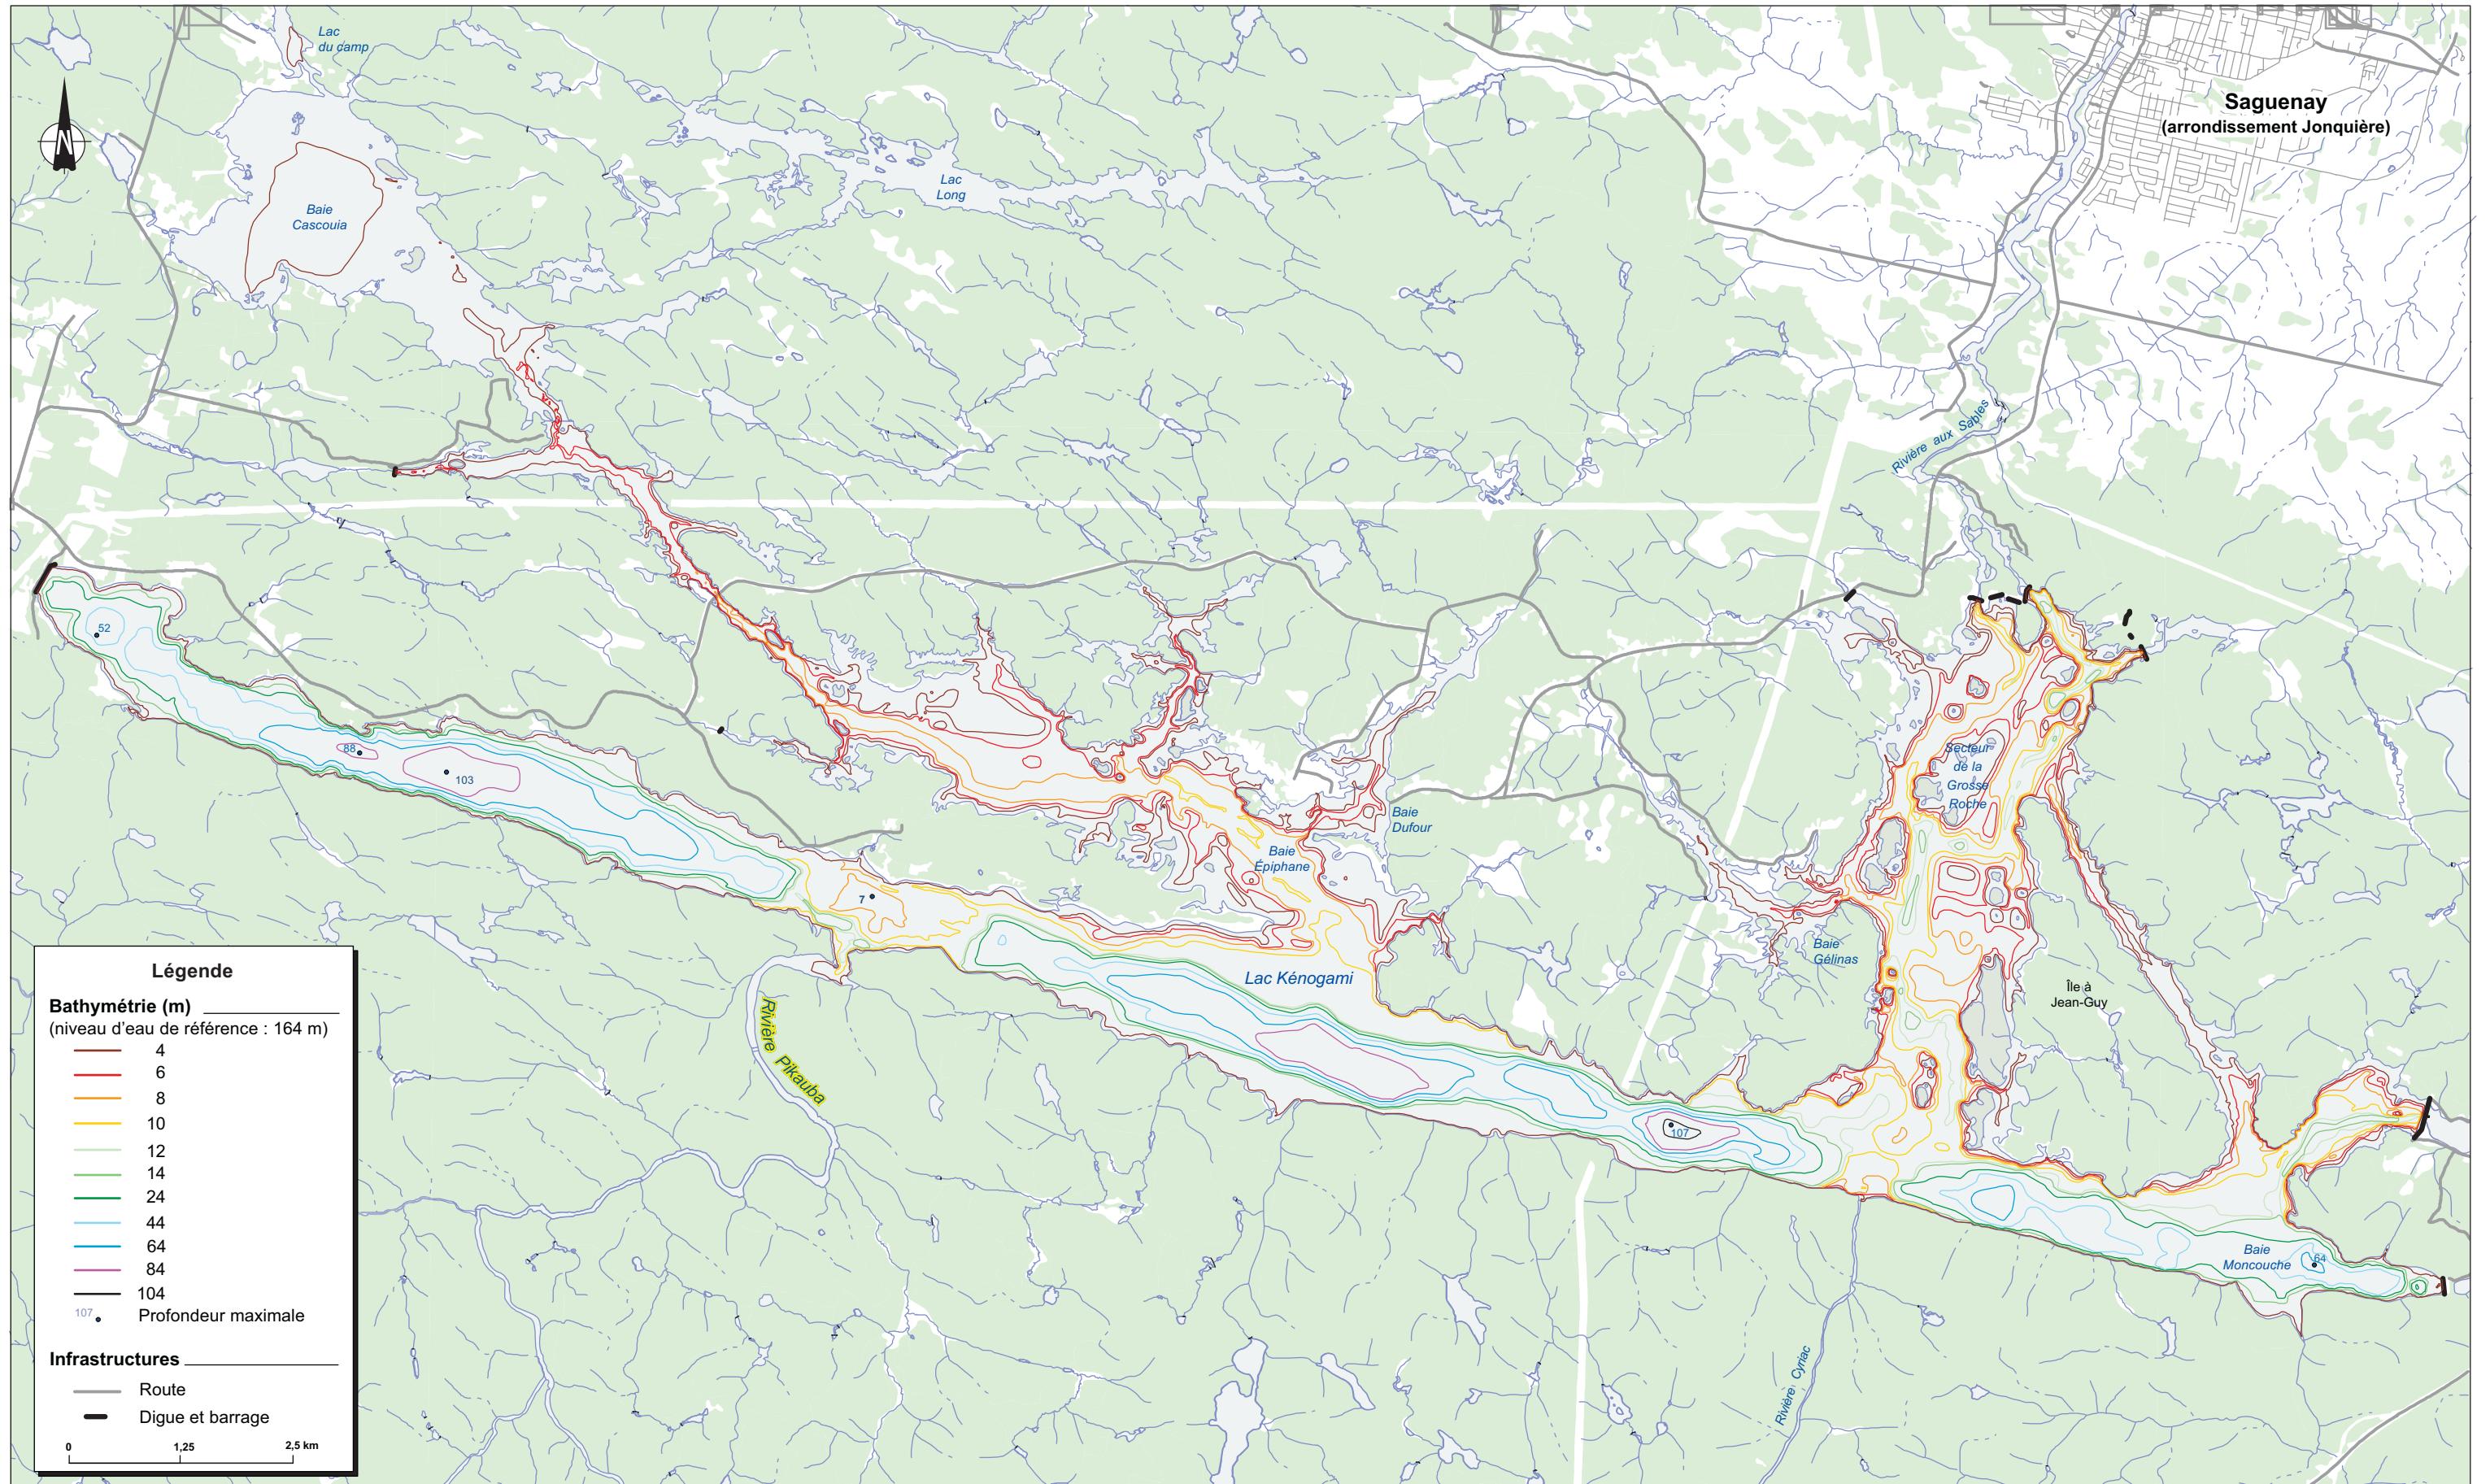 Lac
du camp
Saguenay
(arrondissement Jonquière)
Lac
Long
Baie
Cascouia
N
Rivière aux Sables
52
88
103
Secteur
de la
Grosse
Roche
Baie
Dufour
Baie
Épiphane
7
Baie
Gélinas
Lac Kénogami
Île à
Jean-Guy
Rivière Pikauba
107
Baie
Moncouche
64
Rivière Cyriac
Légende
Bathymétrie (m)
(niveau d'eau de référence : 164 m)
4
6
8
10
12
14
24
44
64
84
104
107 Profondeur maximale
Infrastructures
Route
Digue et barrage
0 1,25 2,5 km